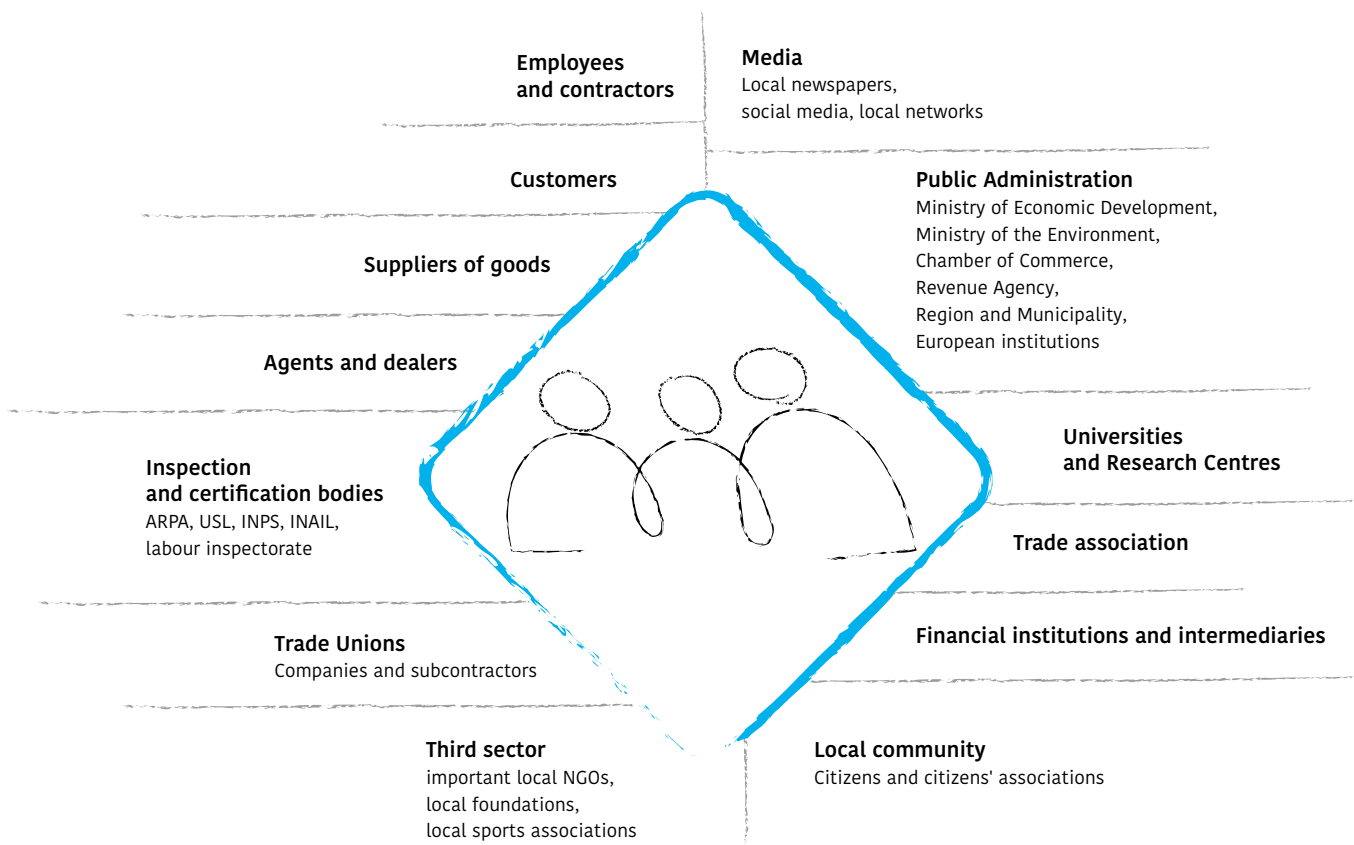 Employees
and contractors
Media
Local newspapers,
social media, local networks
Customers
Public Administration
Ministry of Economic Development,
Ministry of the Environment,
Chamber of Commerce,
Revenue Agency,
Region and Municipality,
European institutions
Suppliers of goods
Agents and dealers
Universities
and Research Centres
Inspection
and certification bodies
ARPA, USL, INPS, INAIL,
labour inspectorate
Trade association
Trade Unions
Companies and subcontractors
Financial institutions and intermediaries
Third sector
important local NGOs,
local foundations,
local sports associations
Local community
Citizens and citizens' associations